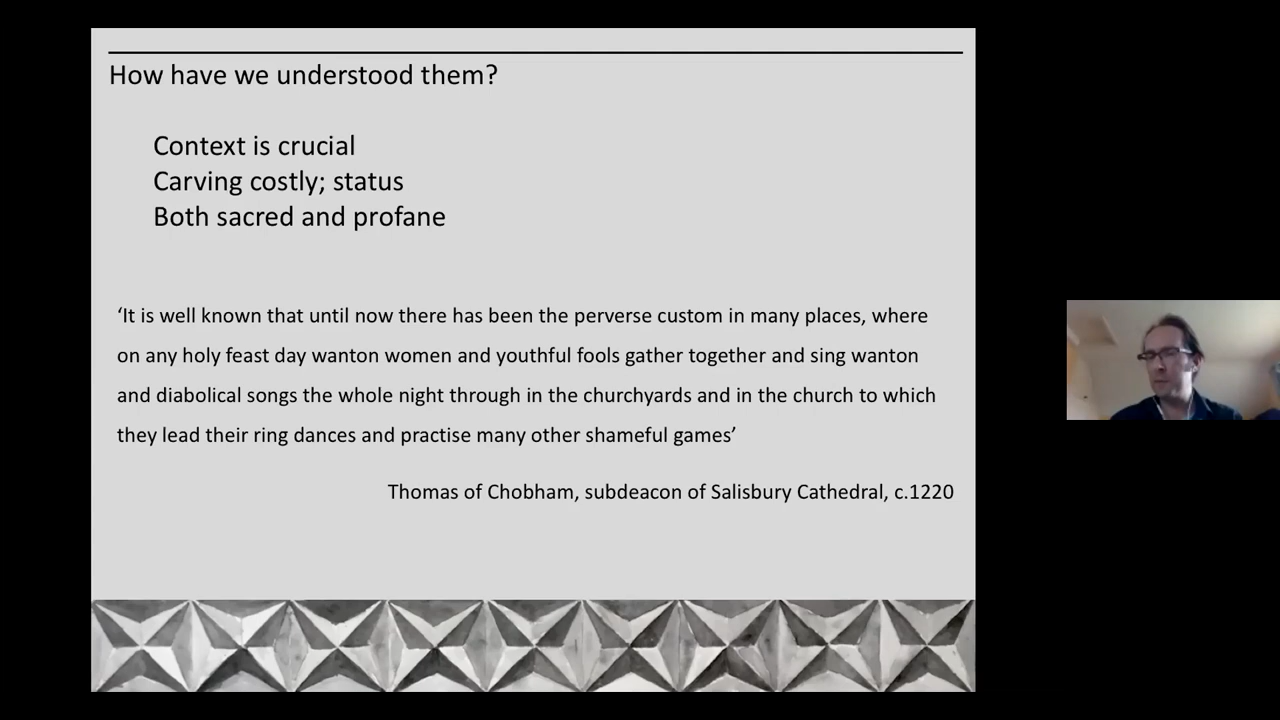 How have we understood them?
Context is crucial
Carving costly; status
Both sacred and profane
‘It is well known that until now there has been the perverse custom in many places, where
on any holy feast day wanton women and youthful fools gather together and sing wanton
and diabolical songs the whole night through in the churchyards and in the church to which
they lead their ring dances and practise many other shameful games’
Thomas of Chobham, subdeacon of Salisbury Cathedral, c.1220